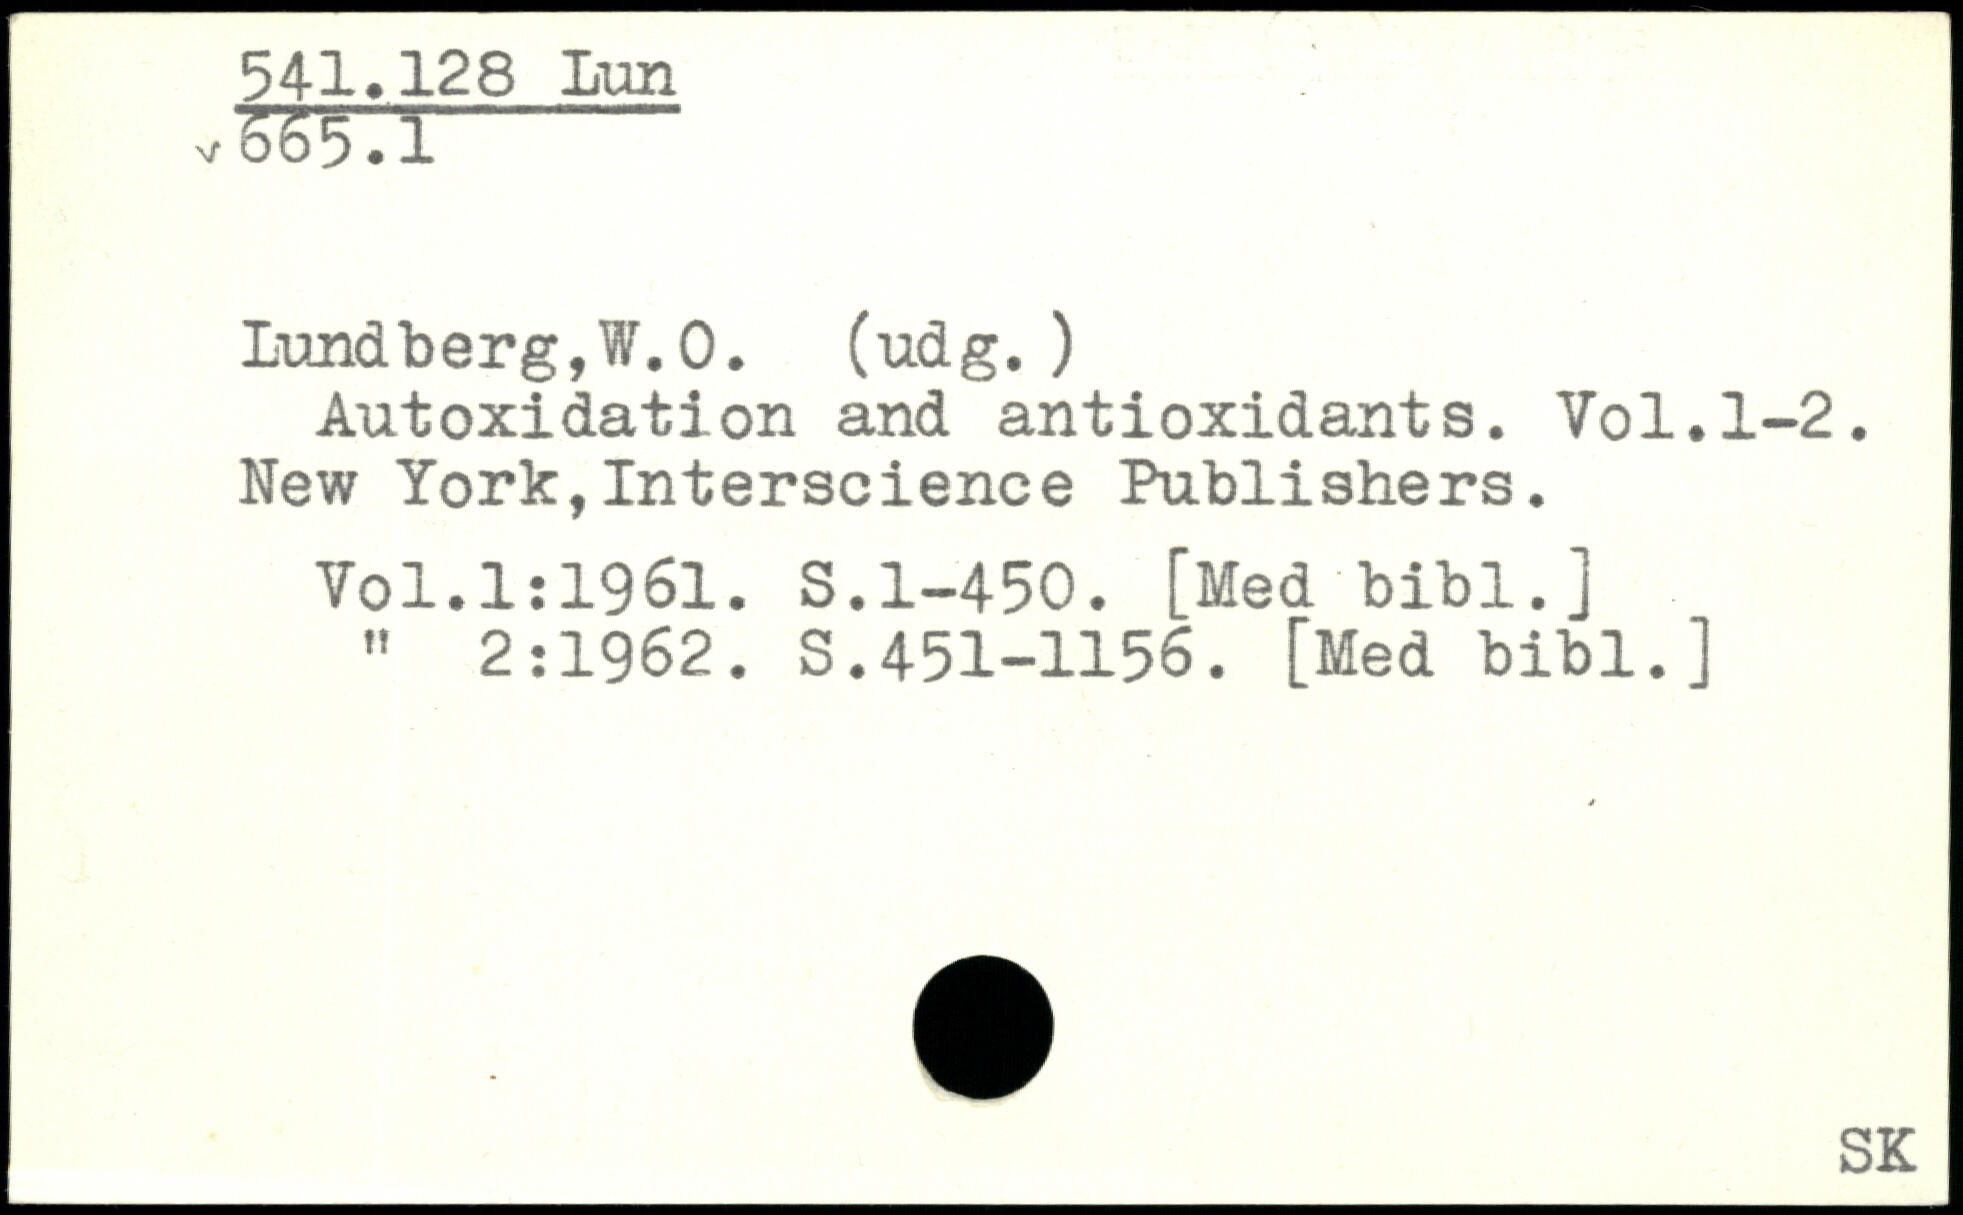 541.128 Lun
v 665.1
Lundberg,W.O. (udg.)
Autoxidation and antioxidants. Vol.1-2.
New York,Interscience Publishers.
Vol.1:1961. S.1-450. [Med bibl.]
" 2:1962. S.451-1156. [Med bibl.]
SK